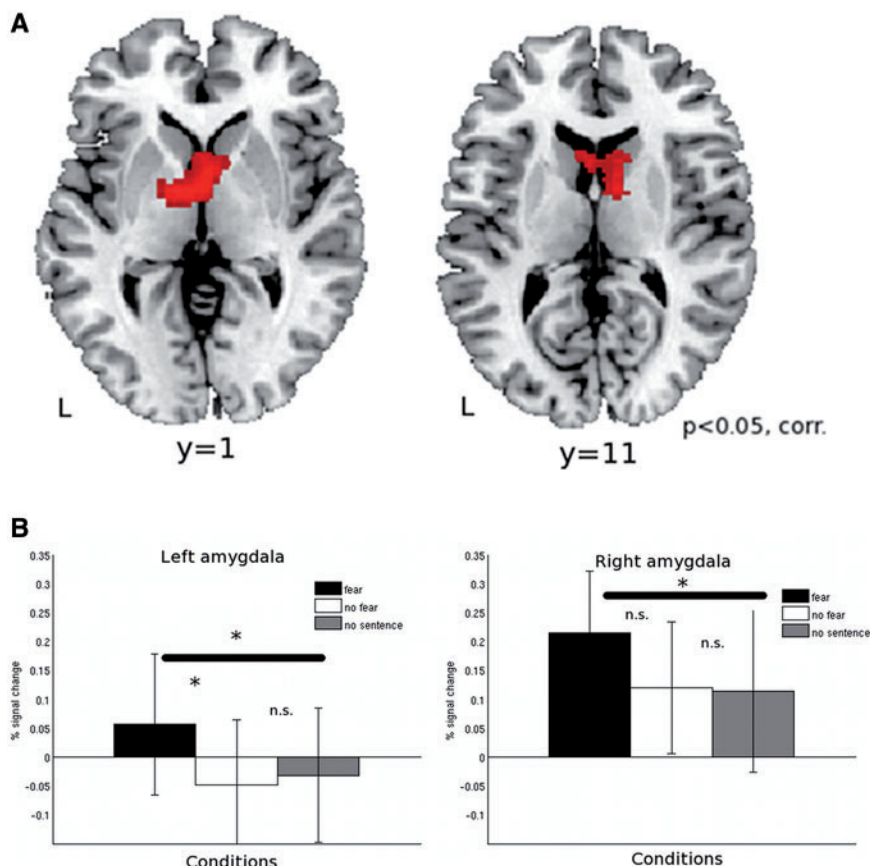 A
L
y=1
L
y=11
p<0.05, corr.
B
Left amygdala
% signal change
0.35
0.3
0.25
0.2
0.15
0.1
0.05
0
-0.05
-0.1
fear
no fear
no sentence
*
*
n.s.
Conditions
Right amygdala
% signal change
0.35
0.3
0.25
0.2
0.15
0.1
0.05
0
-0.05
-0.1
*
fear
no fear
no sentence
n.s.
n.s.
Conditions